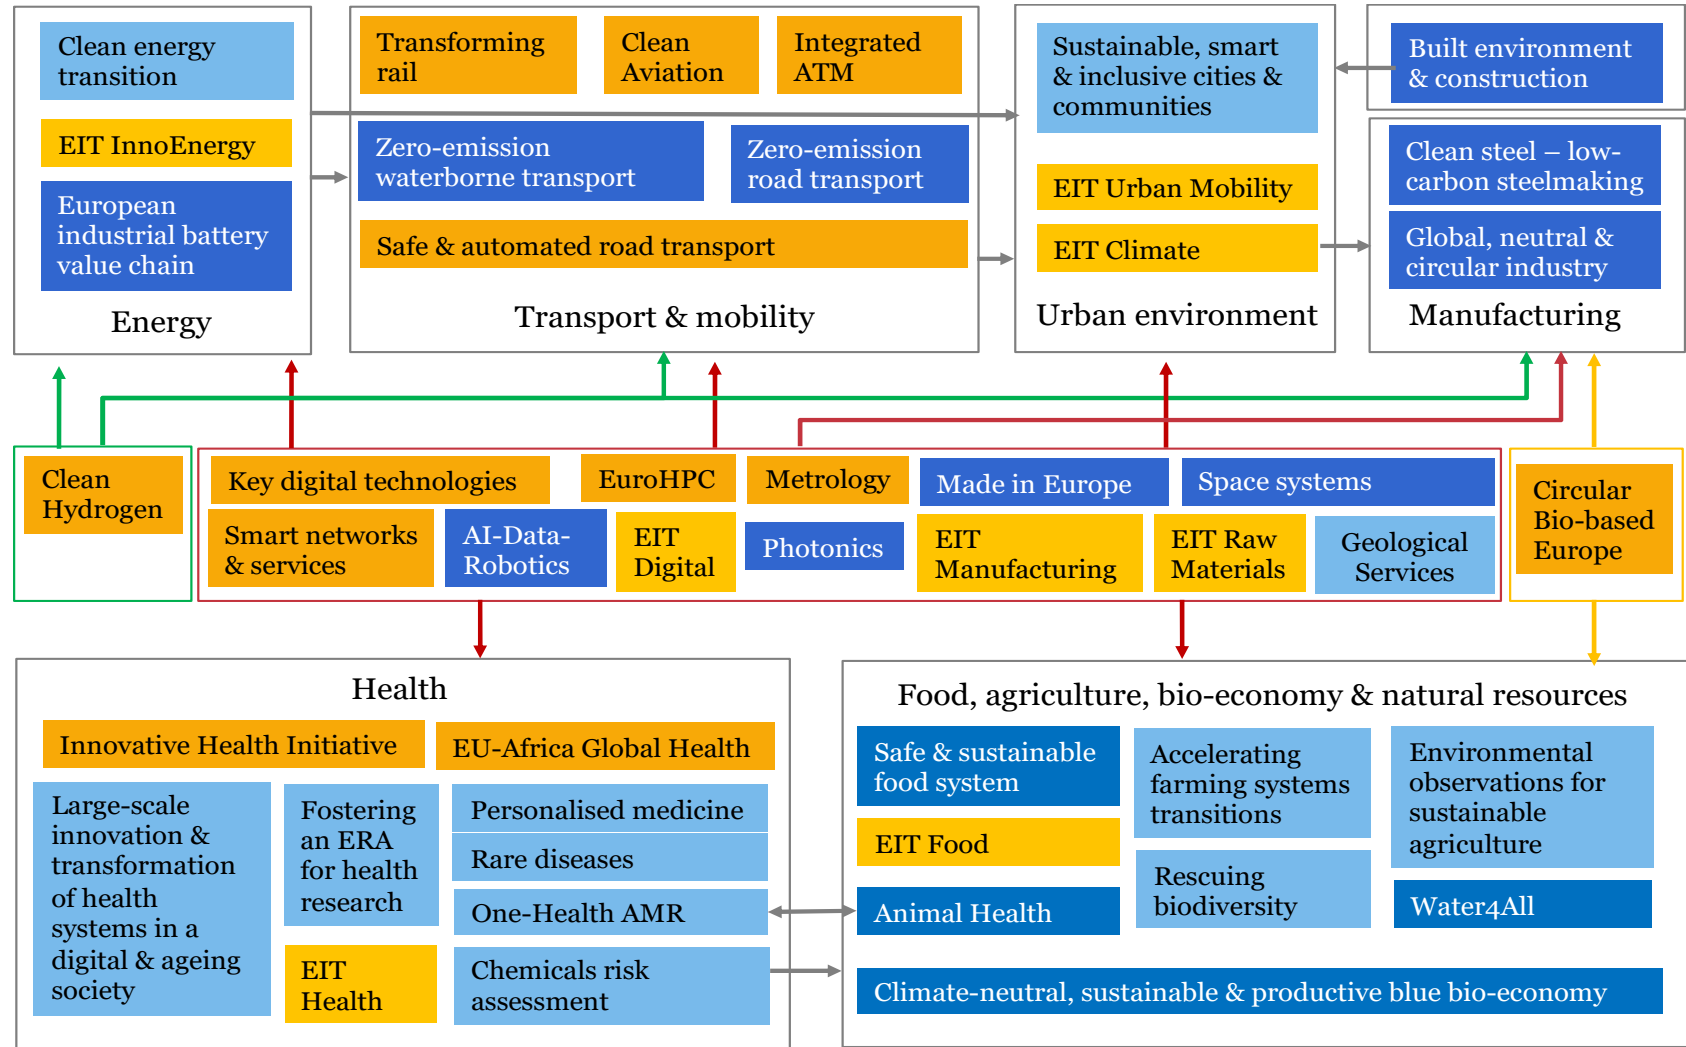 Clean energy
transition
EIT InnoEnergy
European
industrial battery
value chain
Energy
Transforming
rail
Clean
Aviation
Integrated
ATM
Zero-emission
waterborne transport
Zero-emission
road transport
Safe & automated road transport
Transport & mobility
Sustainable, smart
& inclusive cities &
communities
EIT Urban Mobility
EIT Climate
Urban environment
Built environment
& construction
Clean steel – low-
carbon steelmaking
Global, neutral &
circular industry
Manufacturing
Clean
Hydrogen
Key digital technologies
EuroHPC
Metrology
Made in Europe
Space systems
Smart networks
& services
AI-Data-
Robotics
EIT
Digital
Photonics
EIT
Manufacturing
EIT Raw
Materials
Geological
Services
Circular
Bio-based
Europe
Health
Innovative Health Initiative
EU-Africa Global Health
Large-scale
innovation &
transformation
of health
systems in a
digital & ageing
society
Fostering
an ERA
for health
research
EIT
Health
Personalised medicine
Rare diseases
One-Health AMR
Chemicals risk
assessment
Food, agriculture, bio-economy & natural resources
Safe & sustainable
food system
EIT Food
Animal Health
Accelerating
farming systems
transitions
Rescuing
biodiversity
Environmental
observations for
sustainable
agriculture
Water4All
Climate-neutral, sustainable & productive blue bio-economy